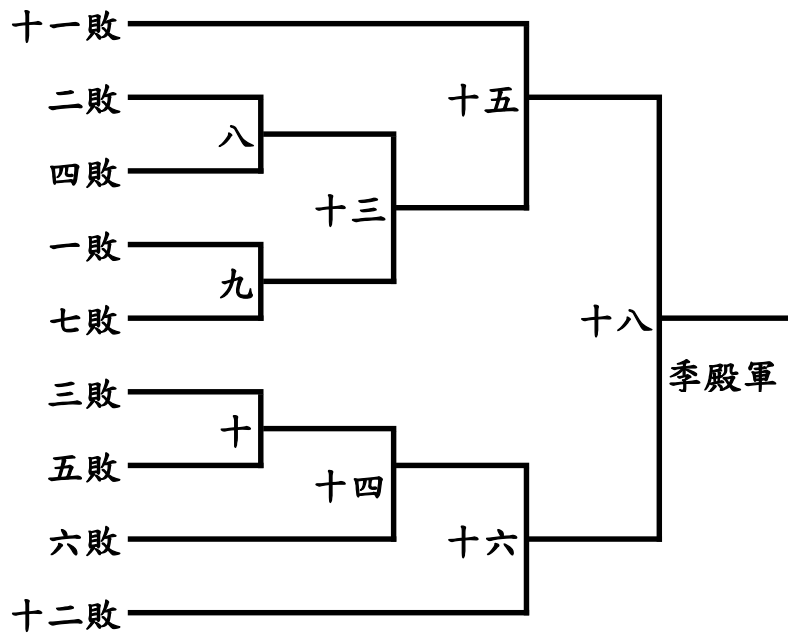 十一敗
二敗
十五
八
四敗
十三
一敗
九
七敗
十八
季殿軍
三敗
十
五敗
十四
六敗
十六
十二敗